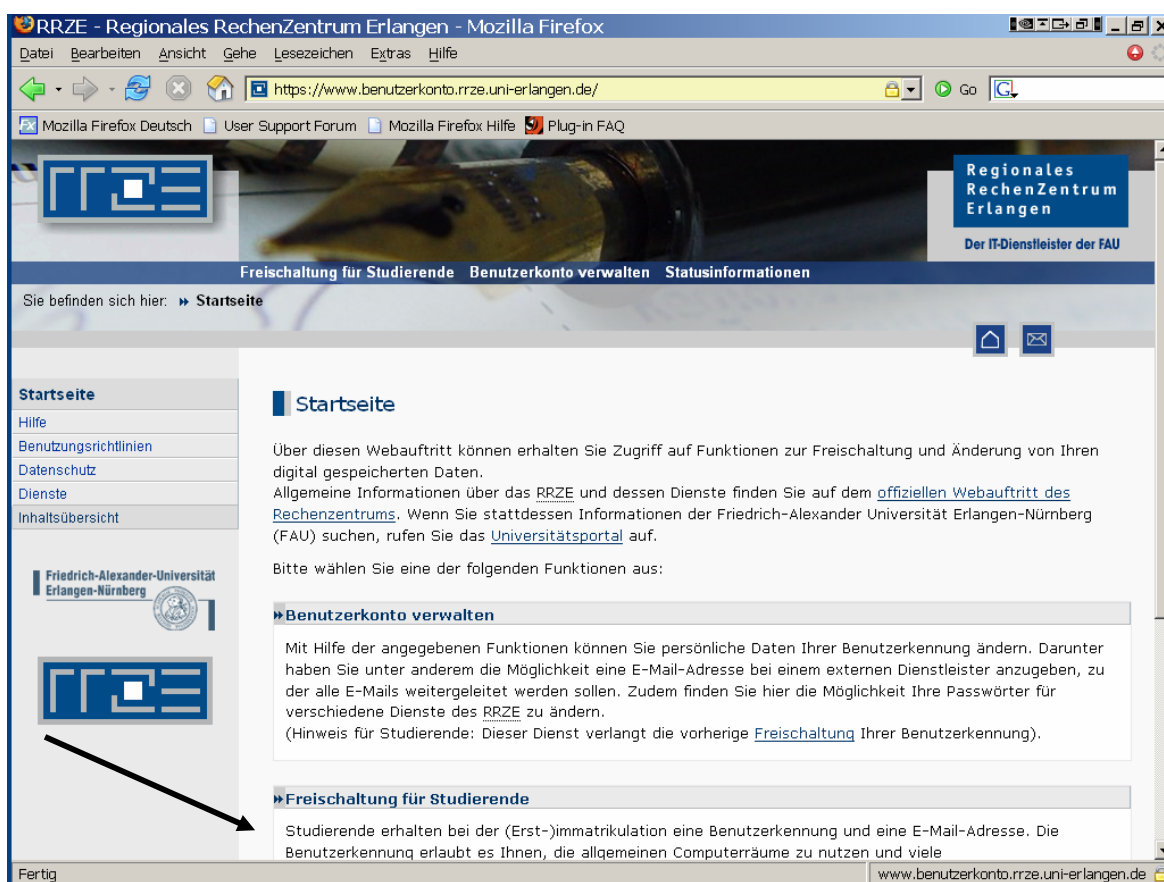 RRZE - Regionales RechenZentrum Erlangen - Mozilla Firefox
Datei Bearbeiten Ansicht Gehe Lesezeichen Extras Hilfe
https://www.benutzerkonto.rrze.uni-erlangen.de/ Go G
Mozilla Firefox Deutsch User Support Forum Mozilla Firefox Hilfe Plug-in FAQ
RRZE
Regionales
RechenZentrum
Erlangen
Der IT-Dienstleister der FAU
Freischaltung für Studierende Benutzerkonto verwalten Statusinformationen
Sie befinden sich hier: » Startseite
Startseite
Hilfe
Benutzungsrichtlinien
Datenschutz
Dienste
Inhaltsübersicht
Friedrich-Alexander-Universität
Erlangen-Nürnberg
RRZE
Startseite
Über diesen Webauftritt können erhalten Sie Zugriff auf Funktionen zur Freischaltung und Änderung von Ihren
digital gespeicherten Daten.
Allgemeine Informationen über das RRZE und dessen Dienste finden Sie auf dem offiziellen Webauftritt des
Rechenzentrums. Wenn Sie stattdessen Informationen der Friedrich-Alexander Universität Erlangen-Nürnberg
(FAU) suchen, rufen Sie das Universitätsportal auf.
Bitte wählen Sie eine der folgenden Funktionen aus:
»Benutzerkonto verwalten
Mit Hilfe der angegebenen Funktionen können Sie persönliche Daten Ihrer Benutzerkennung ändern. Darunter
haben Sie unter anderem die Möglichkeit eine E-Mail-Adresse bei einem externen Dienstleister anzugeben, zu
der alle E-Mails weitergeleitet werden sollen. Zudem finden Sie hier die Möglichkeit Ihre Passwörter für
verschiedene Dienste des RRZE zu ändern.
(Hinweis für Studierende: Dieser Dienst verlangt die vorherige Freischaltung Ihrer Benutzerkennung).
»Freischaltung für Studierende
Studierende erhalten bei der (Erst-)immatrikulation eine Benutzerkennung und eine E-Mail-Adresse. Die
Benutzerkennung erlaubt es Ihnen, die allgemeinen Computerräume zu nutzen und viele
Fertig www.benutzerkonto.rrze.uni-erlangen.de